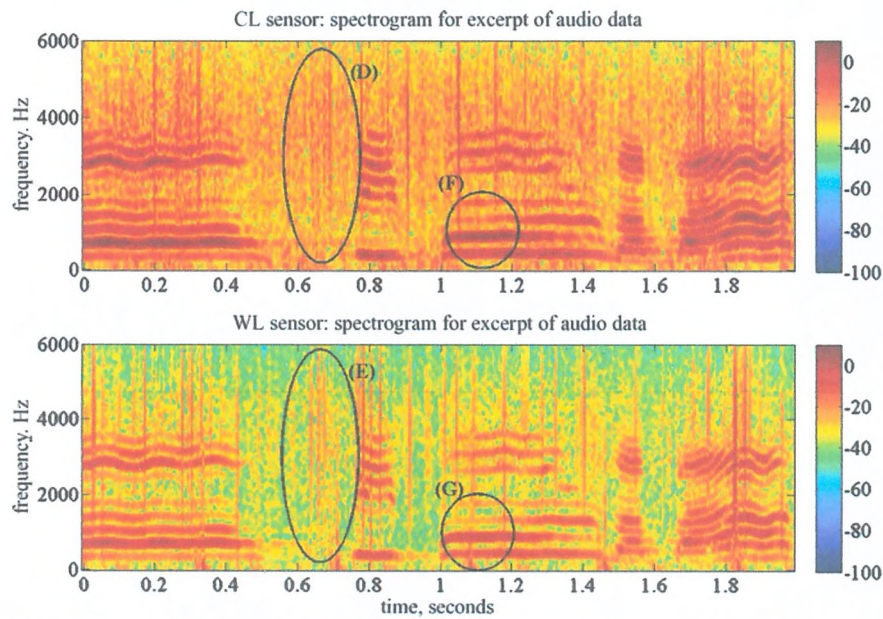 CL sensor: spectrogram for excerpt of audio data
6000
4000
2000
0
frequency. Hz
(D)
(F)
0 0.2 0.4 0.6 0.8 1 1.2 1.4 1.6 1.8
0
-20
-40
-60
-80
-100
WL sensor: spectrogram for excerpt of audio data
6000
4000
2000
0
frequency. Hz
(E)
(G)
0 0.2 0.4 0.6 0.8 1 1.2 1.4 1.6 1.8
time, seconds
0
-20
-40
-60
-80
-100